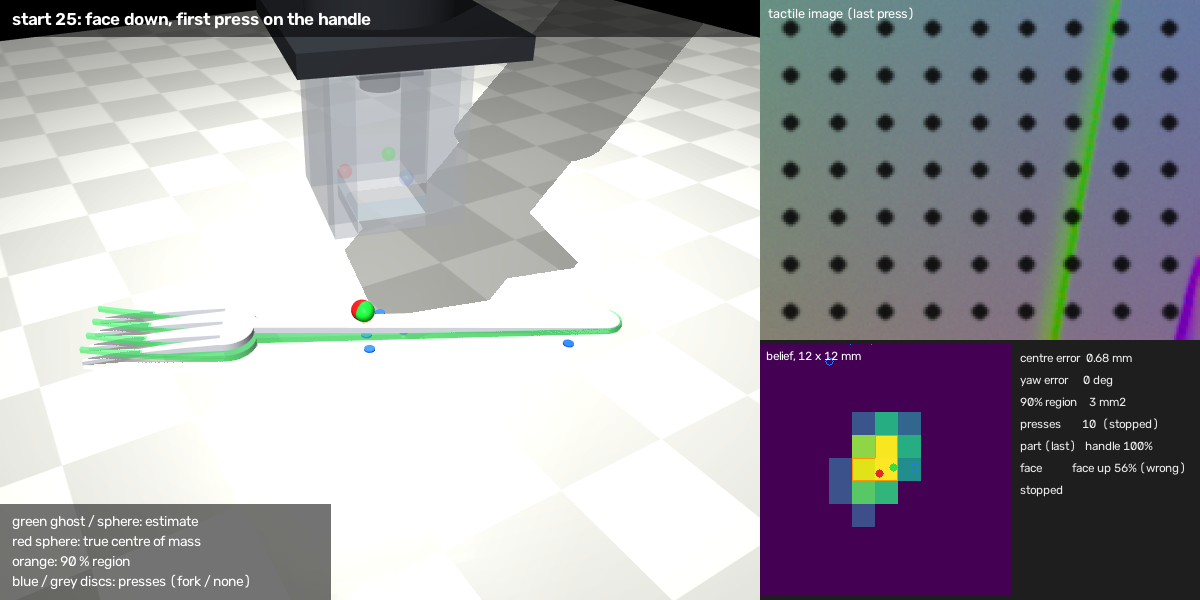 start 25: face down, first press on the handle
tactile image (last press)
belief, 12 x 12 mm
centre error 0.68 mm
yaw error 0 deg
90% region 3 mm2
presses 10 (stopped)
part (last) handle 100%
face face up 56% (wrong)
stopped
green ghost / sphere: estimate
red sphere: true centre of mass
orange: 90 % region
blue / grey discs: presses (fork / none)